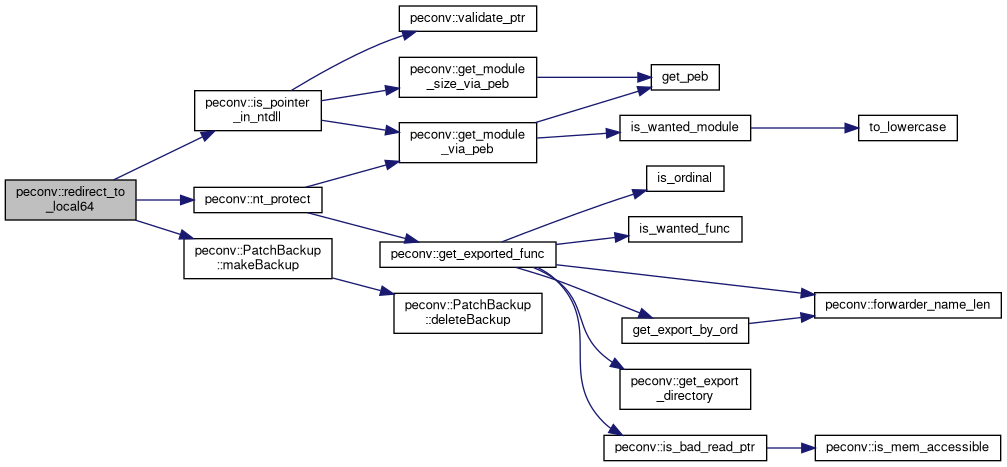 peconv::validate_ptr
peconv::get_module
_size_via_peb
get_peb
peconv::is_pointer
_in_ntdll
peconv::get_module
_via_peb
is_wanted_module
to_lowercase
peconv::redirect_to
_local64
peconv::nt_protect
is_ordinal
is_wanted_func
peconv::PatchBackup
::makeBackup
peconv::get_exported_func
peconv::PatchBackup
::deleteBackup
peconv::forwarder_name_len
get_export_by_ord
peconv::get_export
_directory
peconv::is_bad_read_ptr
peconv::is_mem_accessible